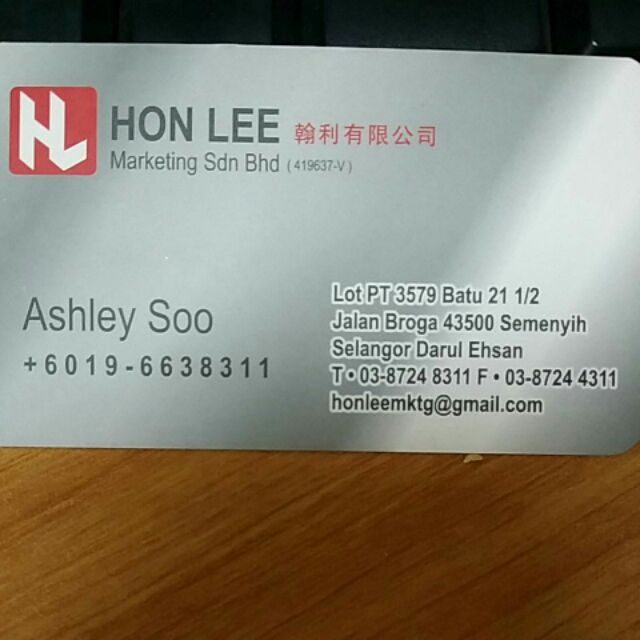 HL
HON LEE 翰利有限公司
Marketing Sdn Bhd (419637-V)
Ashley Soo
+6019-6638311
Lot PT 3579 Batu 21 1/2
Jalan Broga 43500 Semenyih
Selangor Darul Ehsan
T • 03-8724 8311 F • 03-8724 4311
honleemktg@gmail.com